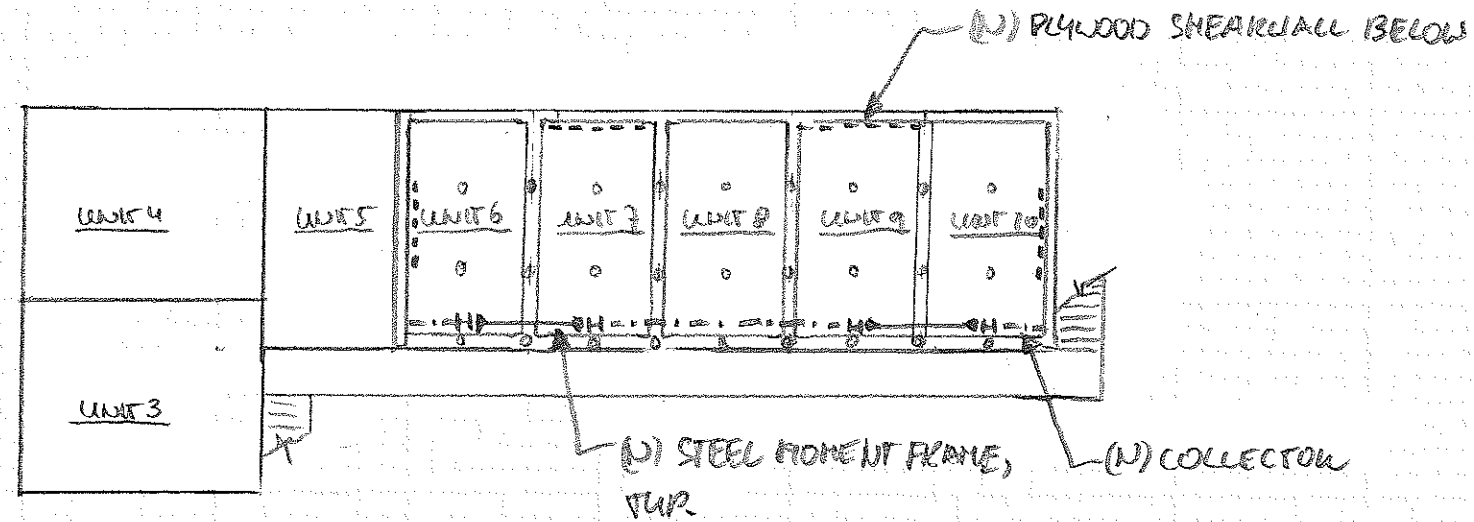 (N) PLYWOOD SHEARWALL BELOW
UNIT 4
UNIT 5
UNIT 6
UNIT 7
UNIT 8
UNIT 9
UNIT 10
UNIT 3
(N) STEEL MOMENT FRAME,
TYP.
(N) COLLECTOR